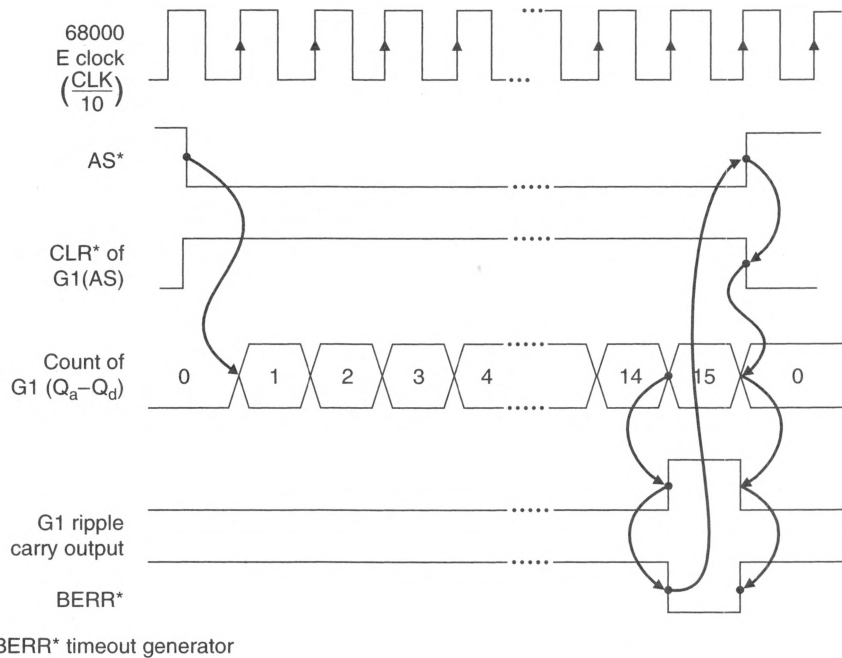 68000
E clock
(CLK/10)
AS*
CLR* of
G1(AS)
Count of
G1 (Qa–Qd)
0 1 2 3 4 14 15 0
G1 ripple
carry output
BERR*
BERR* timeout generator